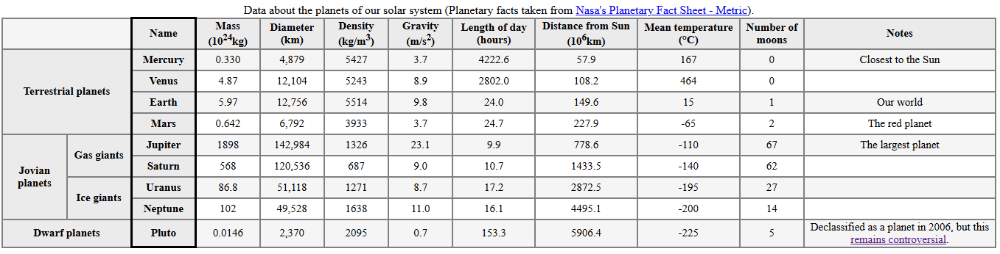 Data about the planets of our solar system (Planetary facts taken from Nasa's Planetary Fact Sheet - Metric).
Name Mass (10²⁴kg) Diameter (km) Density (kg/m³) Gravity (m/s²) Length of day (hours) Distance from Sun (10⁶km) Mean temperature (°C) Number of moons Notes
Terrestrial planets Mercury 0.330 4,879 5427 3.7 4222.6 57.9 167 0 Closest to the Sun
Venus 4.87 12,104 5243 8.9 2802.0 108.2 464 0
Earth 5.97 12,756 5514 9.8 24.0 149.6 15 1 Our world
Mars 0.642 6,792 3933 3.7 24.7 227.9 -65 2 The red planet
Jovian planets Gas giants Jupiter 1898 142,984 1326 23.1 9.9 778.6 -110 67 The largest planet
Saturn 568 120,536 687 9.0 10.7 1433.5 -140 62
Ice giants Uranus 86.8 51,118 1271 8.7 17.2 2872.5 -195 27
Neptune 102 49,528 1638 11.0 16.1 4495.1 -200 14
Dwarf planets Pluto 0.0146 2,370 2095 0.7 153.3 5906.4 -225 5 Declassified as a planet in 2006, but this remains controversial.